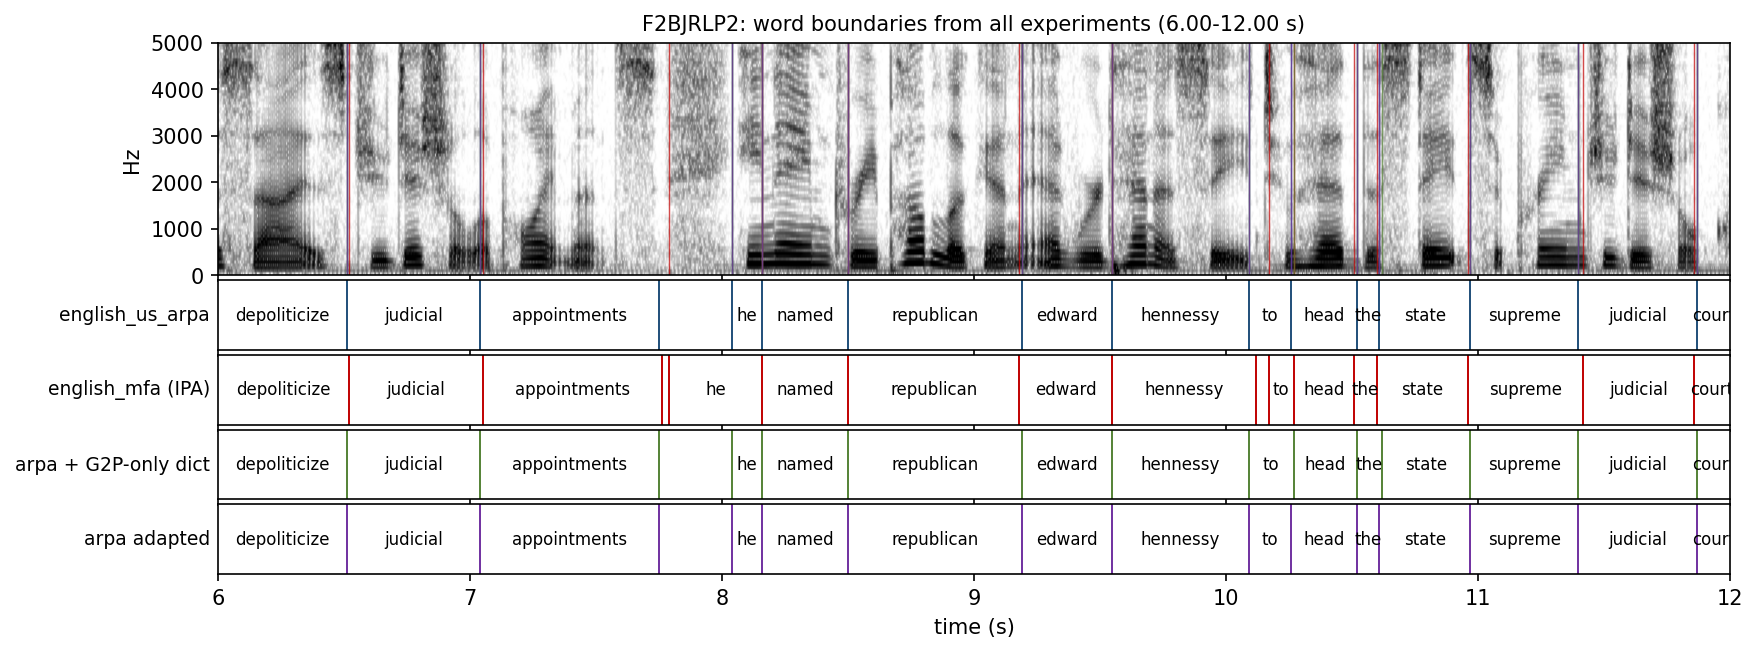 F2BJRLP2: word boundaries from all experiments (6.00-12.00 s)
5000
4000
3000
2000
1000
0
Hz
english_us_arpa depoliticize judicial appointments he named republican edward hennessy to head the state supreme judicial cour
english_mfa (IPA) depoliticize judicial appointments he named republican edward hennessy to head the state supreme judicial court
arpa + G2P-only dict depoliticize judicial appointments he named republican edward hennessy to head the state supreme judicial cour
arpa adapted depoliticize judicial appointments he named republican edward hennessy to head the state supreme judicial cour
6 7 8 9 10 11 12
time (s)